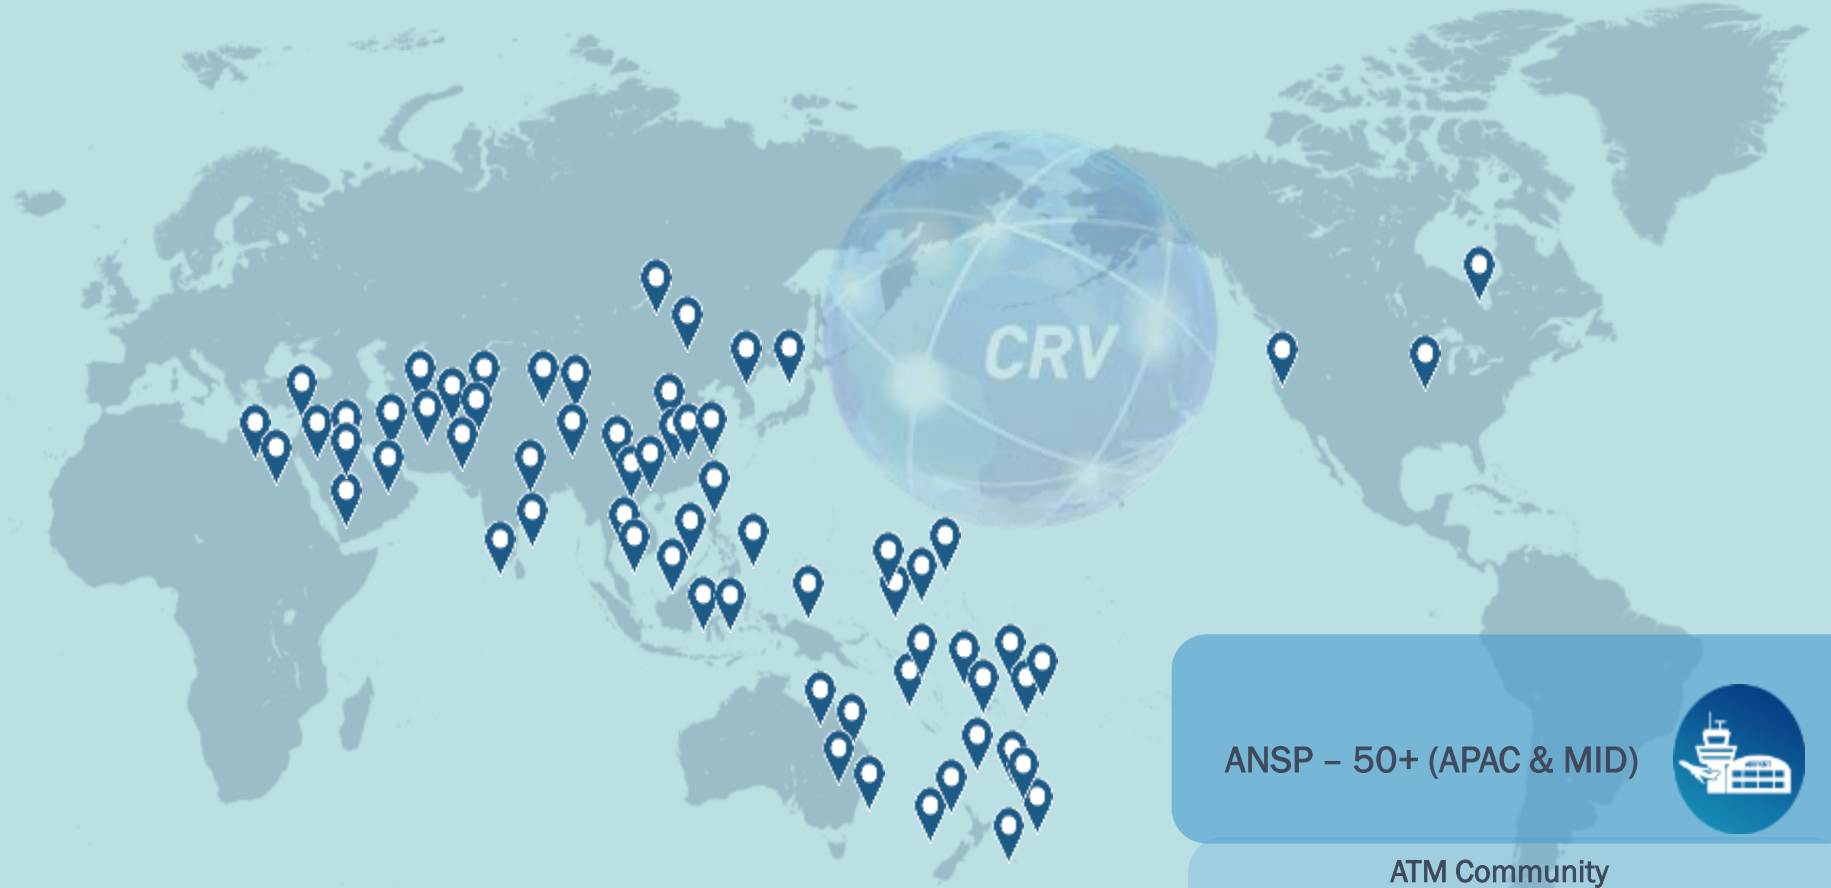 CRV
ANSP – 50+ (APAC & MID)
ATM Community